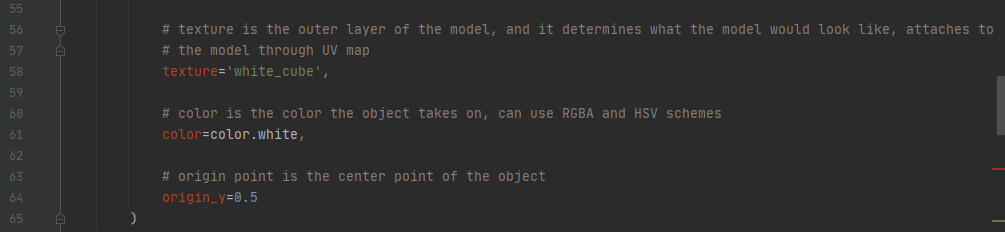 55
56 # texture is the outer layer of the model, and it determines what the model would look like, attaches to
57 # the model through UV map
58 texture='white_cube',
59
60 # color is the color the object takes on, can use RGBA and HSV schemes
61 color=color.white,
62
63 # origin point is the center point of the object
64 origin_y=0.5
65 )